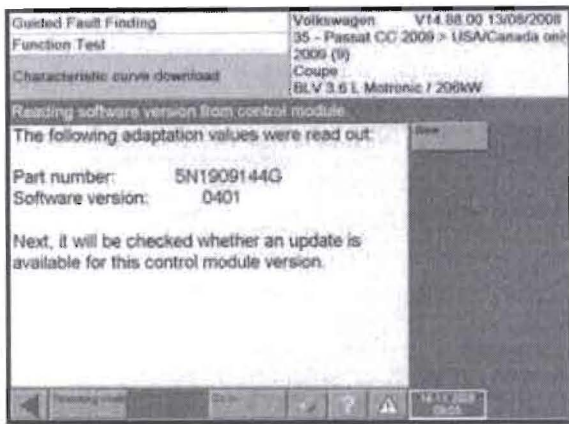 Guided Fault Finding
Function Test
Characteristic curve download
Volkswagen V14.88.00 13/08/2008
35 - Passat CC 2009 > USA/Canada only
2009 (9)
Coupe
BLV 3.6 L Motronic / 206kW
Reading software version from control module
The following adaptation values were read out:
Part number: 5N1909144G
Software version: 0401
Next, it will be checked whether an update is
available for this control module version.
Go to